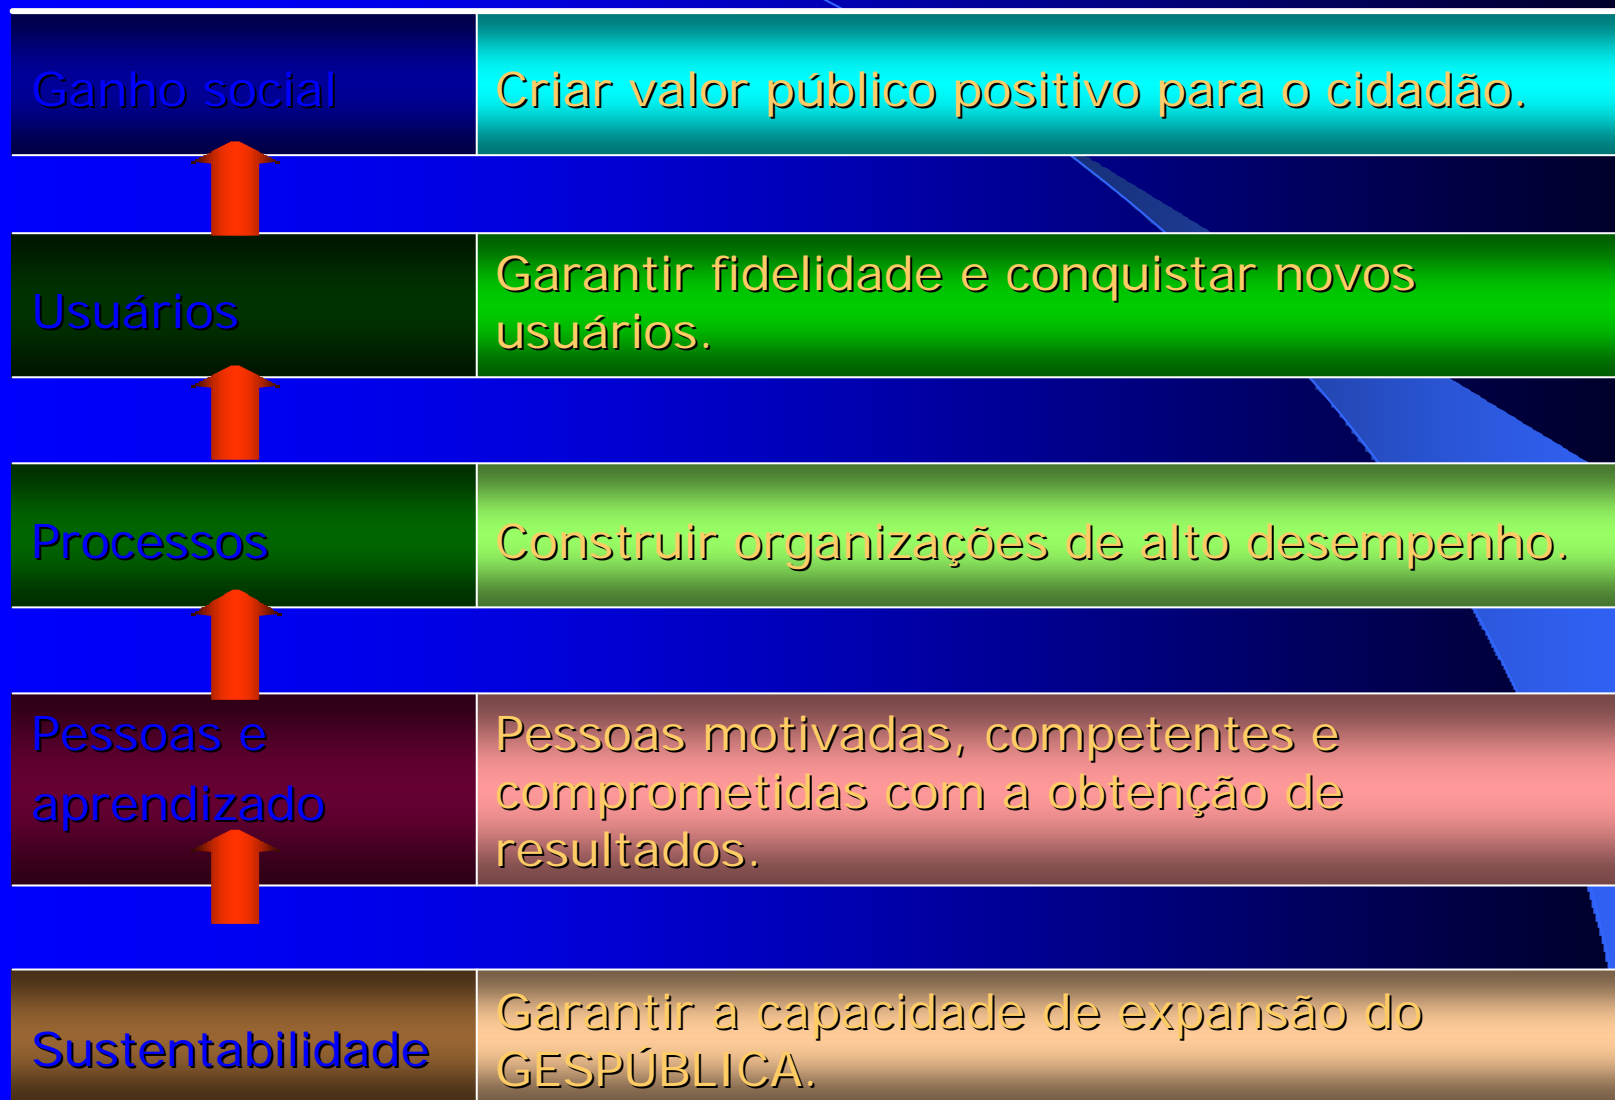 Ganho social
Criar valor público positivo para o cidadão.
Usuários
Garantir fidelidade e conquistar novos
usuários.
Processos
Construir organizações de alto desempenho.
Pessoas e
aprendizado
Pessoas motivadas, competentes e
comprometidas com a obtenção de
resultados.
Sustentabilidade
Garantir a capacidade de expansão do
GESPÚBLICA.